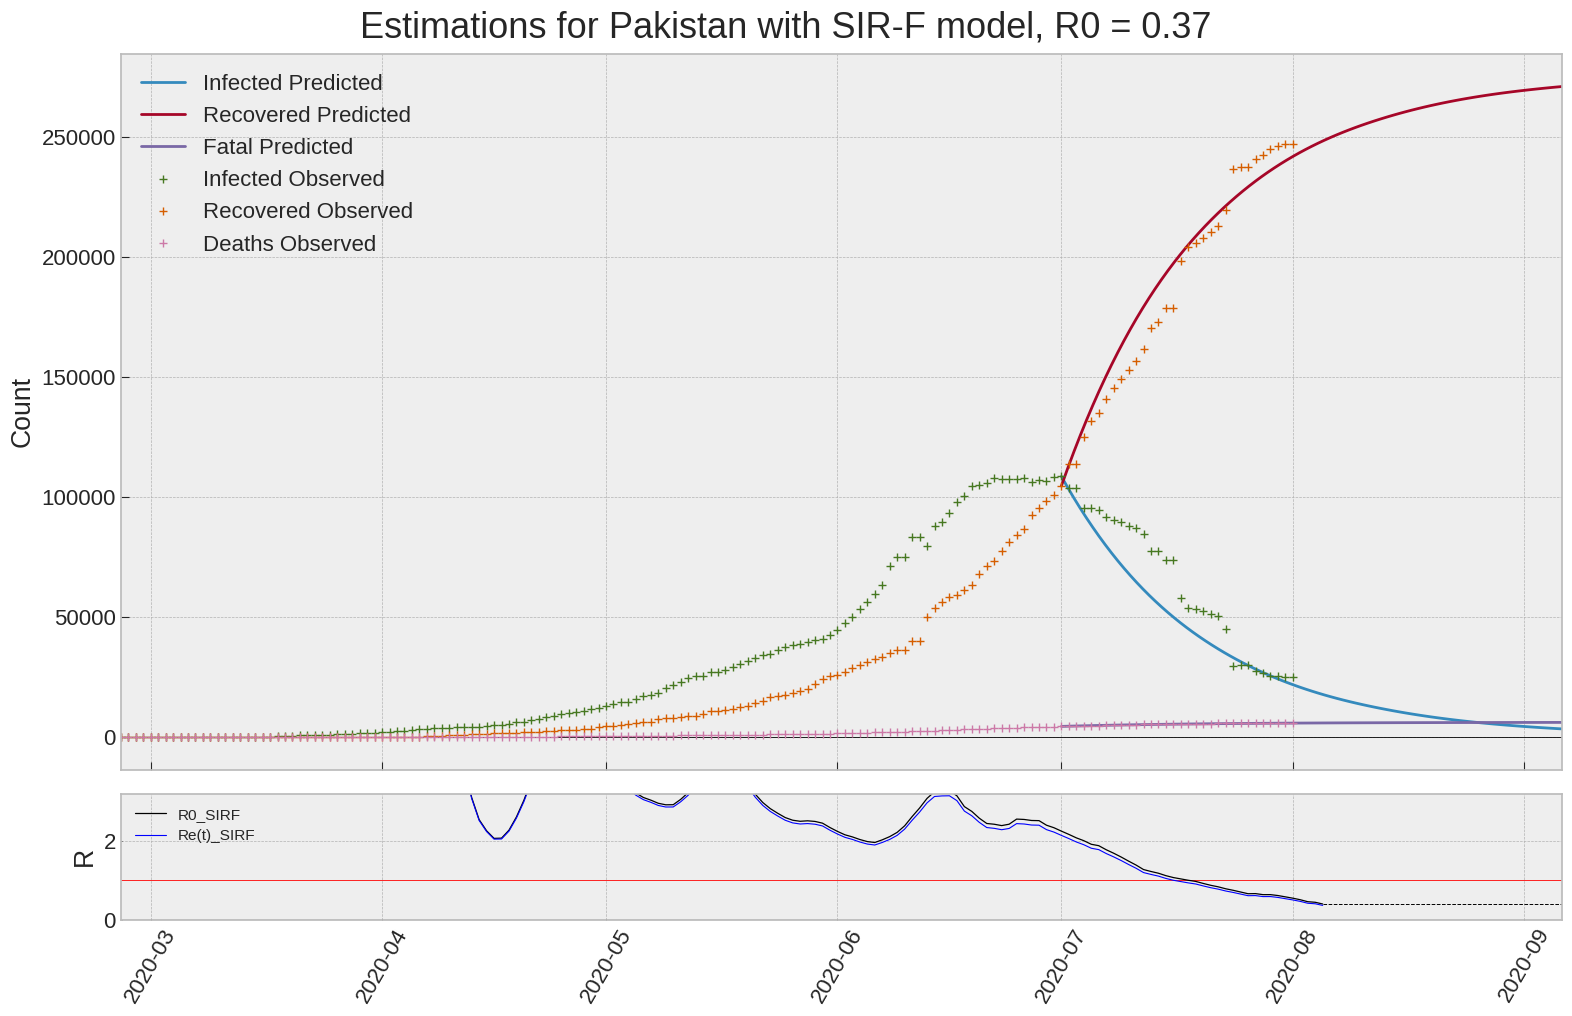 Estimations for Pakistan with SIR-F model, R0 = 0.37
Infected Predicted
Recovered Predicted
Fatal Predicted
Infected Observed
Recovered Observed
Deaths Observed
Count
250000
200000
150000
100000
50000
0
R0_SIRF
Re(t)_SIRF
R
2
0
2020-03
2020-04
2020-05
2020-06
2020-07
2020-08
2020-09